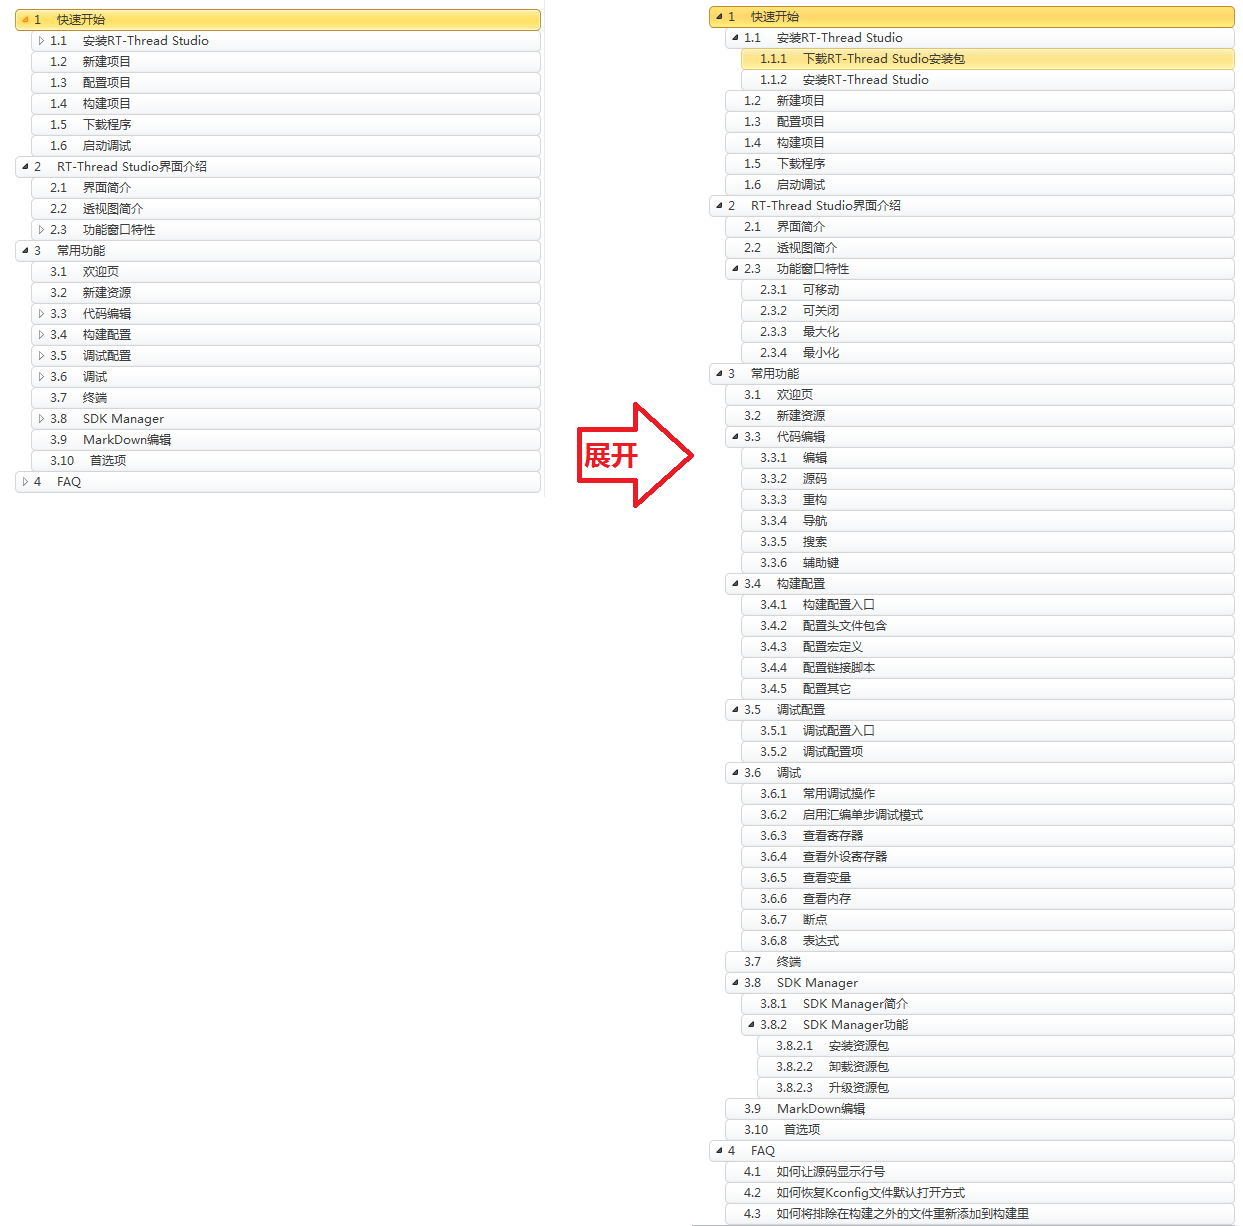 1 快速开始
1.1 安装RT-Thread Studio
1.2 新建项目
1.3 配置项目
1.4 构建项目
1.5 下载程序
1.6 启动调试
2 RT-Thread Studio界面介绍
2.1 界面简介
2.2 透视图简介
2.3 功能窗口特性
3 常用功能
3.1 欢迎页
3.2 新建资源
3.3 代码编辑
3.4 构建配置
3.5 调试配置
3.6 调试
3.7 终端
3.8 SDK Manager
3.9 MarkDown编辑
3.10 首选项
4 FAQ
展开
1 快速开始
1.1 安装RT-Thread Studio
1.1.1 下载RT-Thread Studio安装包
1.1.2 安装RT-Thread Studio
1.2 新建项目
1.3 配置项目
1.4 构建项目
1.5 下载程序
1.6 启动调试
2 RT-Thread Studio界面介绍
2.1 界面简介
2.2 透视图简介
2.3 功能窗口特性
2.3.1 可移动
2.3.2 可关闭
2.3.3 最大化
2.3.4 最小化
3 常用功能
3.1 欢迎页
3.2 新建资源
3.3 代码编辑
3.3.1 编辑
3.3.2 源码
3.3.3 重构
3.3.4 导航
3.3.5 搜索
3.3.6 辅助键
3.4 构建配置
3.4.1 构建配置入口
3.4.2 配置头文件包含
3.4.3 配置宏定义
3.4.4 配置链接脚本
3.4.5 配置其它
3.5 调试配置
3.5.1 调试配置入口
3.5.2 调试配置项
3.6 调试
3.6.1 常用调试操作
3.6.2 启用汇编单步调试模式
3.6.3 查看寄存器
3.6.4 查看外设寄存器
3.6.5 查看变量
3.6.6 查看内存
3.6.7 断点
3.6.8 表达式
3.7 终端
3.8 SDK Manager
3.8.1 SDK Manager简介
3.8.2 SDK Manager功能
3.8.2.1 安装资源包
3.8.2.2 卸载资源包
3.8.2.3 升级资源包
3.9 MarkDown编辑
3.10 首选项
4 FAQ
4.1 如何让源码显示行号
4.2 如何恢复Kconfig文件默认打开方式
4.3 如何将排除在构建之外的文件重新添加到构建里